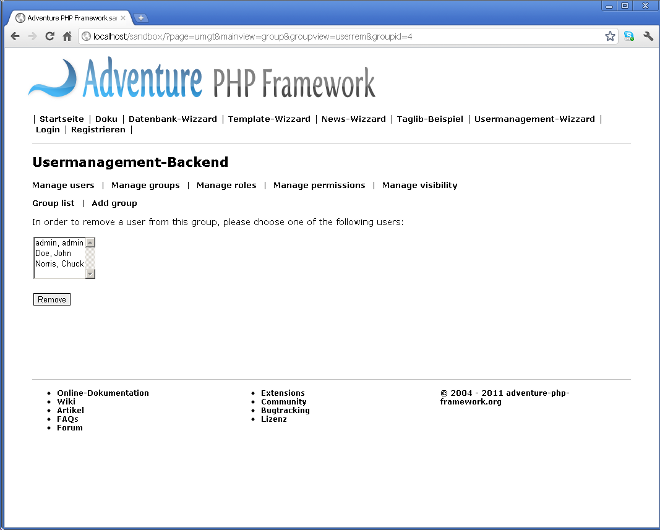 Adventure PHP Framework san
localhost/sandbox/?page=umgt&mainview=group&groupview=userrem&groupid=4
Adventure PHP Framework
| Startseite | Doku | Datenbank-Wizzard | Template-Wizzard | News-Wizzard | Taglib-Beispiel | Usermanagement-Wizzard |
Login | Registrieren |
Usermanagement-Backend
Manage users | Manage groups | Manage roles | Manage permissions | Manage visibility
Group list | Add group
In order to remove a user from this group, please choose one of the following users:
admin, admin
Doe, John
Norris, Chuck
Remove
• Online-Dokumentation
• Wiki
• Artikel
• FAQs
• Forum
• Extensions
• Community
• Bugtracking
• Lizenz
© 2004 - 2011 adventure-php-
framework.org